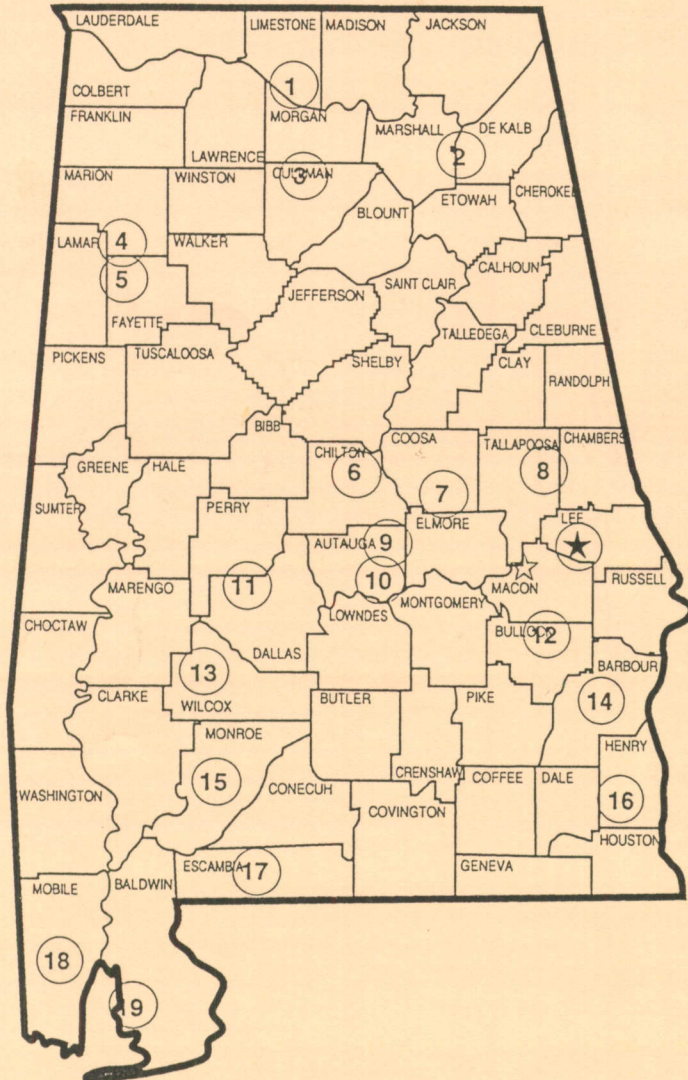 LAUDERDALE
LIMESTONE
MADISON
JACKSON
COLBERT
1
FRANKLIN
MORGAN
MARSHALL
DE KALB
LAWRENCE
2
MARION
WINSTON
CULLMAN
3
CHEROKEE
ETOWAH
BLOUNT
LAMAR
4
WALKER
5
SAINT CLAIR
CALHOUN
JEFFERSON
FAYETTE
TALLEDEGA
CLEBURNE
PICKENS
TUSCALOOSA
SHELBY
CLAY
RANDOLPH
BIBB
COOSA
TALLAPOOSA
CHAMBERS
CHILTON
GREENE
HALE
6
8
7
SUMTER
PERRY
ELMORE
LEE
AUTAUGA
9
10
11
MARENGO
MACON
RUSSELL
MONTGOMERY
LOWNDES
CHOCTAW
BULLOCK
12
DALLAS
13
BARBOUR
CLARKE
WILCOX
BUTLER
PIKE
14
MONROE
HENRY
15
CRENSHAW
COFFEE
DALE
WASHINGTON
CONECUH
16
COVINGTON
HOUSTON
ESCAMBIA
17
GENEVA
MOBILE
BALDWIN
18
19